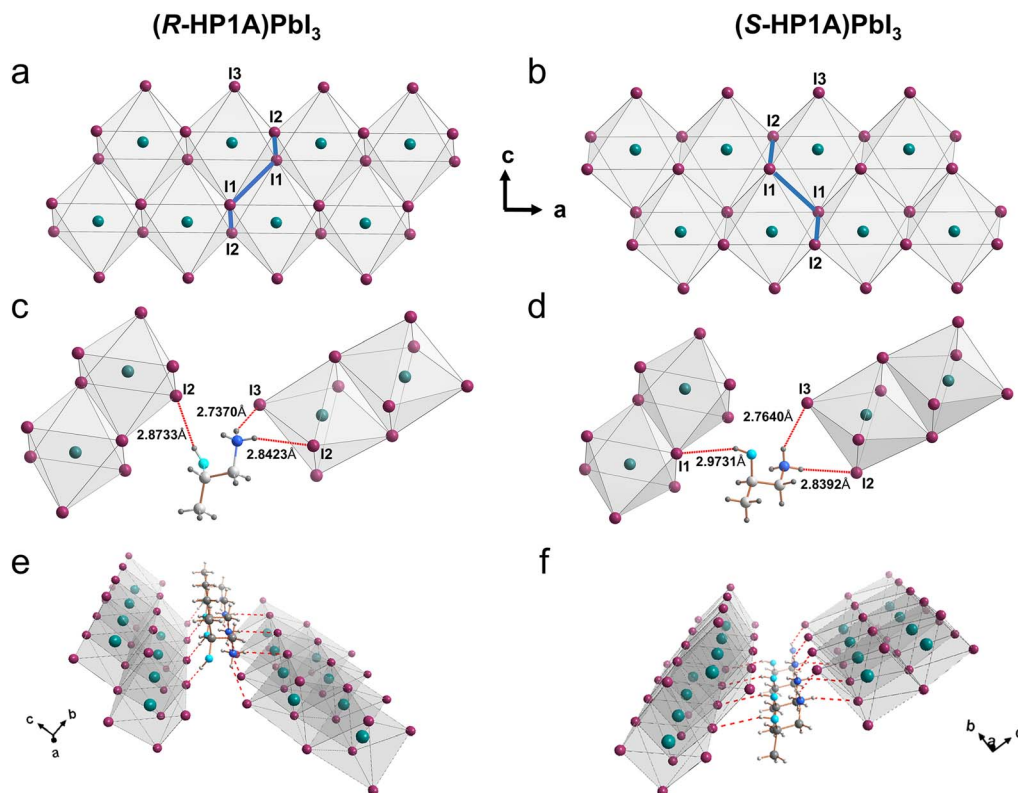 (R-HP1A)PbI₃
(S-HP1A)PbI₃
a
I3
I2
I1
I1
I2
b
I3
I2
I1
I1
I2
c
a
c
I2
I3
2.7370Å
2.8733Å
2.8423Å
I2
d
I3
2.7640Å
I1
2.9731Å
2.8392Å
I2
e
c
b
a
f
b
a